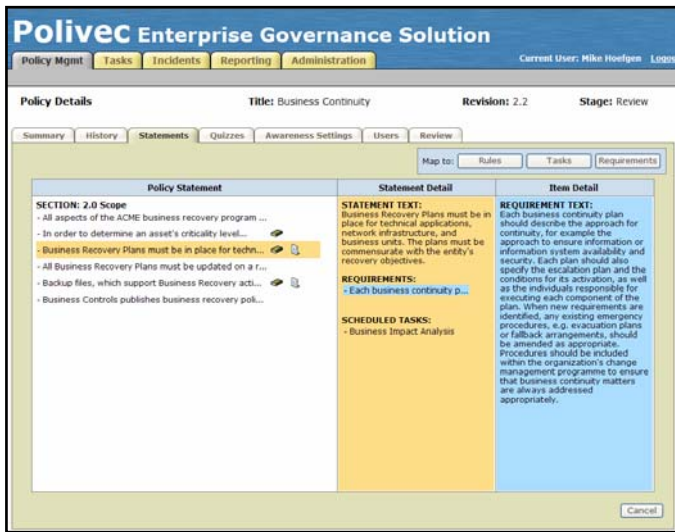 Polivec Enterprise Governance Solution
Policy Mgmt Tasks Incidents Reporting Administration Current User: Mike Hoefgen Logout
Policy Details Title: Business Continuity Revision: 2.2 Stage: Review
Summary History Statements Quizzes Awareness Settings Users Review
Map to: Rules Tasks Requirements
Policy Statement
SECTION: 2.0 Scope
- All aspects of the ACME business recovery program ...
- In order to determine an asset's criticality level...
- Business Recovery Plans must be in place for techn...
- All Business Recovery Plans must be updated on a r...
- Backup files, which support Business Recovery acti...
- Business Controls publishes business recovery poli...
Statement Detail
STATEMENT TEXT:
Business Recovery Plans must be in
place for technical applications,
network infrastructure, and
business units. The plans must be
commensurate with the entity's
recovery objectives.
REQUIREMENTS:
- Each business continuity p...
SCHEDULED TASKS:
- Business Impact Analysis
Item Detail
REQUIREMENT TEXT:
Each business continuity plan
should describe the approach for
continuity, for example the
approach to ensure information or
information system availability and
security. Each plan should also
specify the escalation plan and the
conditions for its activation, as well
as the individuals responsible for
executing each component of the
plan. When new requirements are
identified, any existing emergency
procedures, e.g. evacuation plans
or fallback arrangements, should
be amended as appropriate.
Procedures should be included
within the organization's change
management programme to ensure
that business continuity matters
are always addressed
appropriately.
Cancel